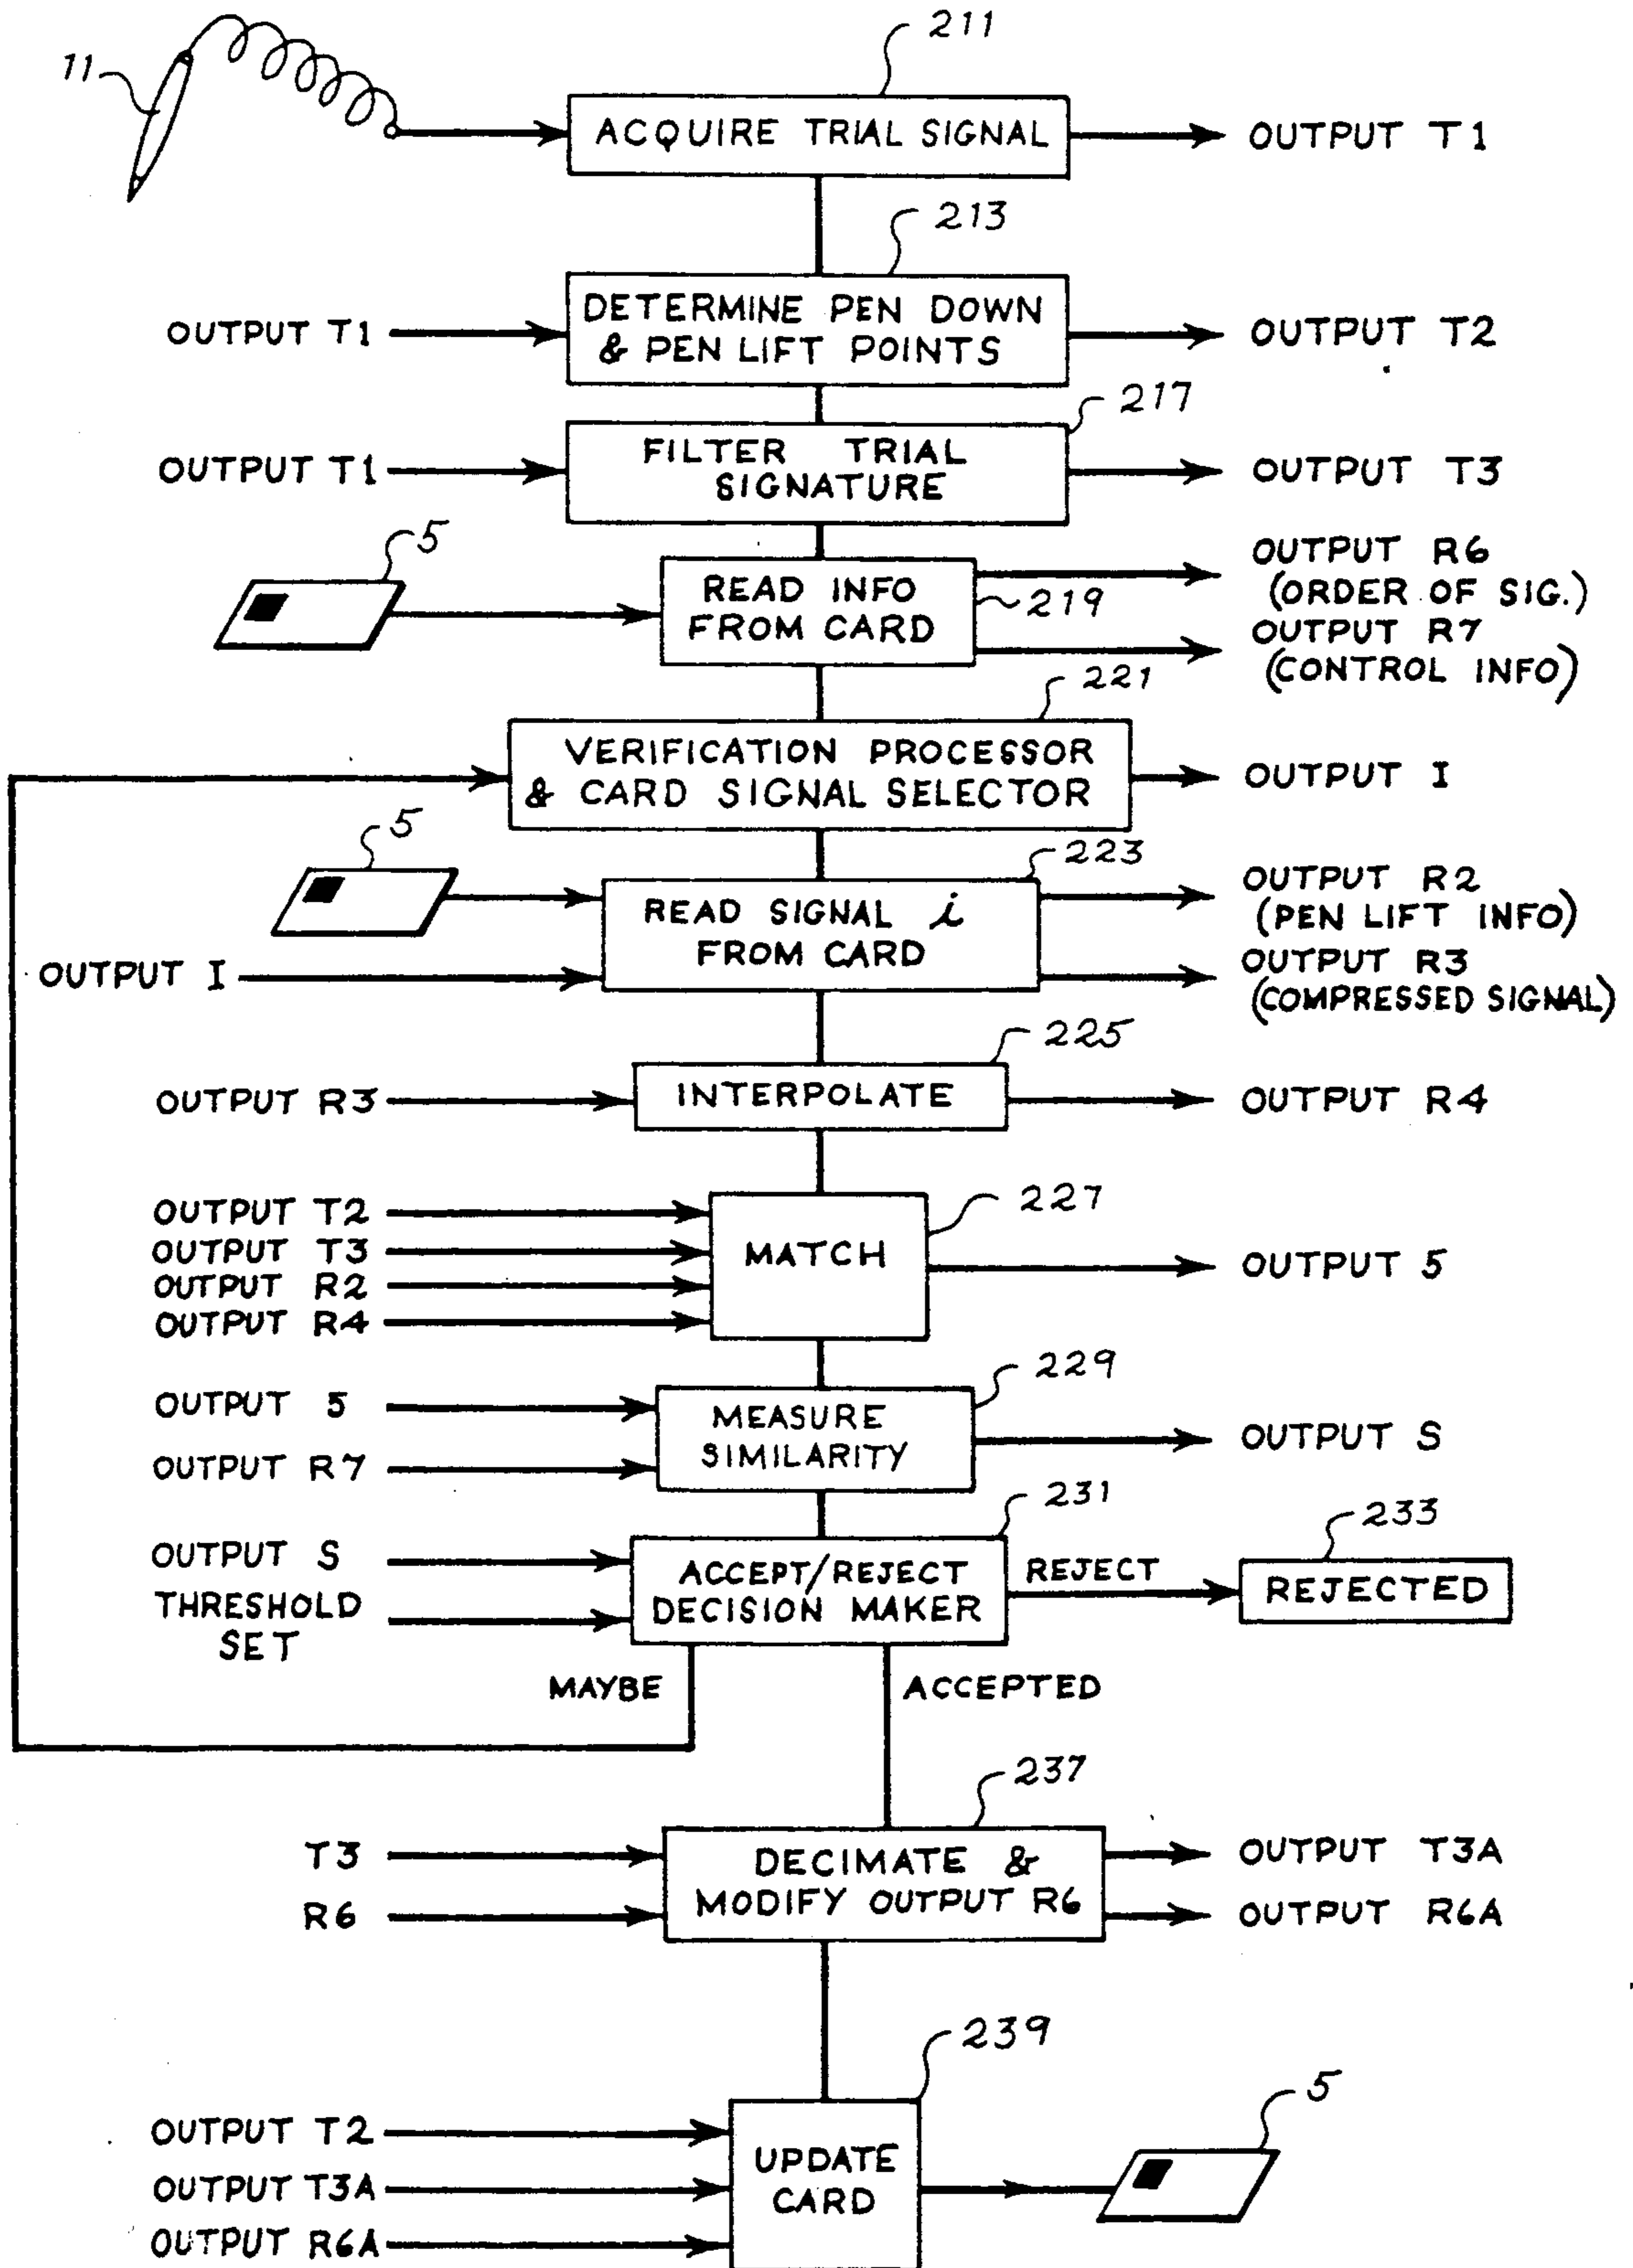 211
11
ACQUIRE TRIAL SIGNAL
OUTPUT T1
213
OUTPUT T1
DETERMINE PEN DOWN
& PEN LIFT POINTS
OUTPUT T2
217
OUTPUT T1
FILTER TRIAL
SIGNATURE
OUTPUT T3
5
READ INFO
FROM CARD
219
OUTPUT R6
(ORDER OF SIG.)
OUTPUT R7
(CONTROL INFO)
221
VERIFICATION PROCESSOR
& CARD SIGNAL SELECTOR
OUTPUT I
5
223
OUTPUT I
READ SIGNAL i
FROM CARD
OUTPUT R2
(PEN LIFT INFO)
OUTPUT R3
(COMPRESSED SIGNAL)
225
OUTPUT R3
INTERPOLATE
OUTPUT R4
227
OUTPUT T2
OUTPUT T3
OUTPUT R2
OUTPUT R4
MATCH
OUTPUT 5
229
OUTPUT 5
OUTPUT R7
MEASURE
SIMILARITY
OUTPUT S
231
OUTPUT S
THRESHOLD
SET
ACCEPT/REJECT
DECISION MAKER
REJECT
233
REJECTED
MAYBE
ACCEPTED
237
T3
R6
DECIMATE &
MODIFY OUTPUT R6
OUTPUT T3A
OUTPUT R6A
239
OUTPUT T2
OUTPUT T3A
OUTPUT R6A
UPDATE
CARD
5